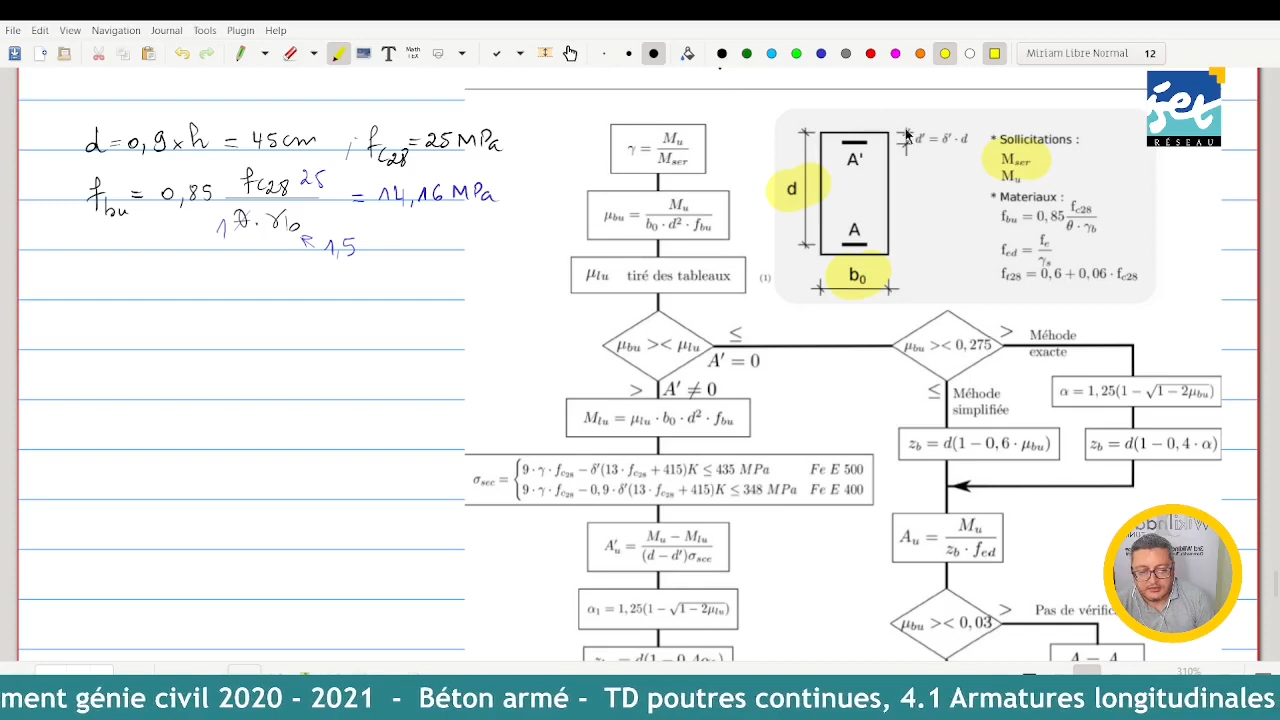 File Edit View Navigation Journal Tools Plugin Help
T Math TEX Miriam Libre Normal 12
iset
RÉSEAU
d = 0,9 x h = 45 cm ; fc28 = 25 MPa
fbu = 0,85 fc28 25 / θ . γb = 14,16 MPa
1
1,5
γ = Mu / Mser
μbu = Mu / b0 · d² · fbu
μlu tiré des tableaux (1)
μbu >< μlu
≤
A' = 0
> A' ≠ 0
Mlu = μlu · b0 · d² · fbu
σsec = { 9 · γ · fc28 − δ'(13 · fc28 + 415)K ≤ 435 MPa Fe E 500
9 · γ · fc28 − 0,9 · δ'(13 · fc28 + 415)K ≤ 348 MPa Fe E 400
A'u = Mu − Mlu / (d − d')σsec
α1 = 1,25(1 − √1 − 2μlu)
d
A'
A
b0
d' = δ' · d
* Sollicitations :
Mser
Mu
* Materiaux :
fbu = 0,85 fc28 / θ · γb
fed = fe / γs
ft28 = 0,6 + 0,06 · fc28
μbu >< 0,275
> Méhode
exacte
α = 1,25(1 − √1 − 2μbu)
zb = d(1 − 0,4 · α)
≤ Méhode
simplifiée
zb = d(1 − 0,6 · μbu)
Au = Mu / zb · fed
μbu >< 0,03
> Pas de vérific
310%
ment génie civil 2020 - 2021 - Béton armé - TD poutres continues, 4.1 Armatures longitudinales